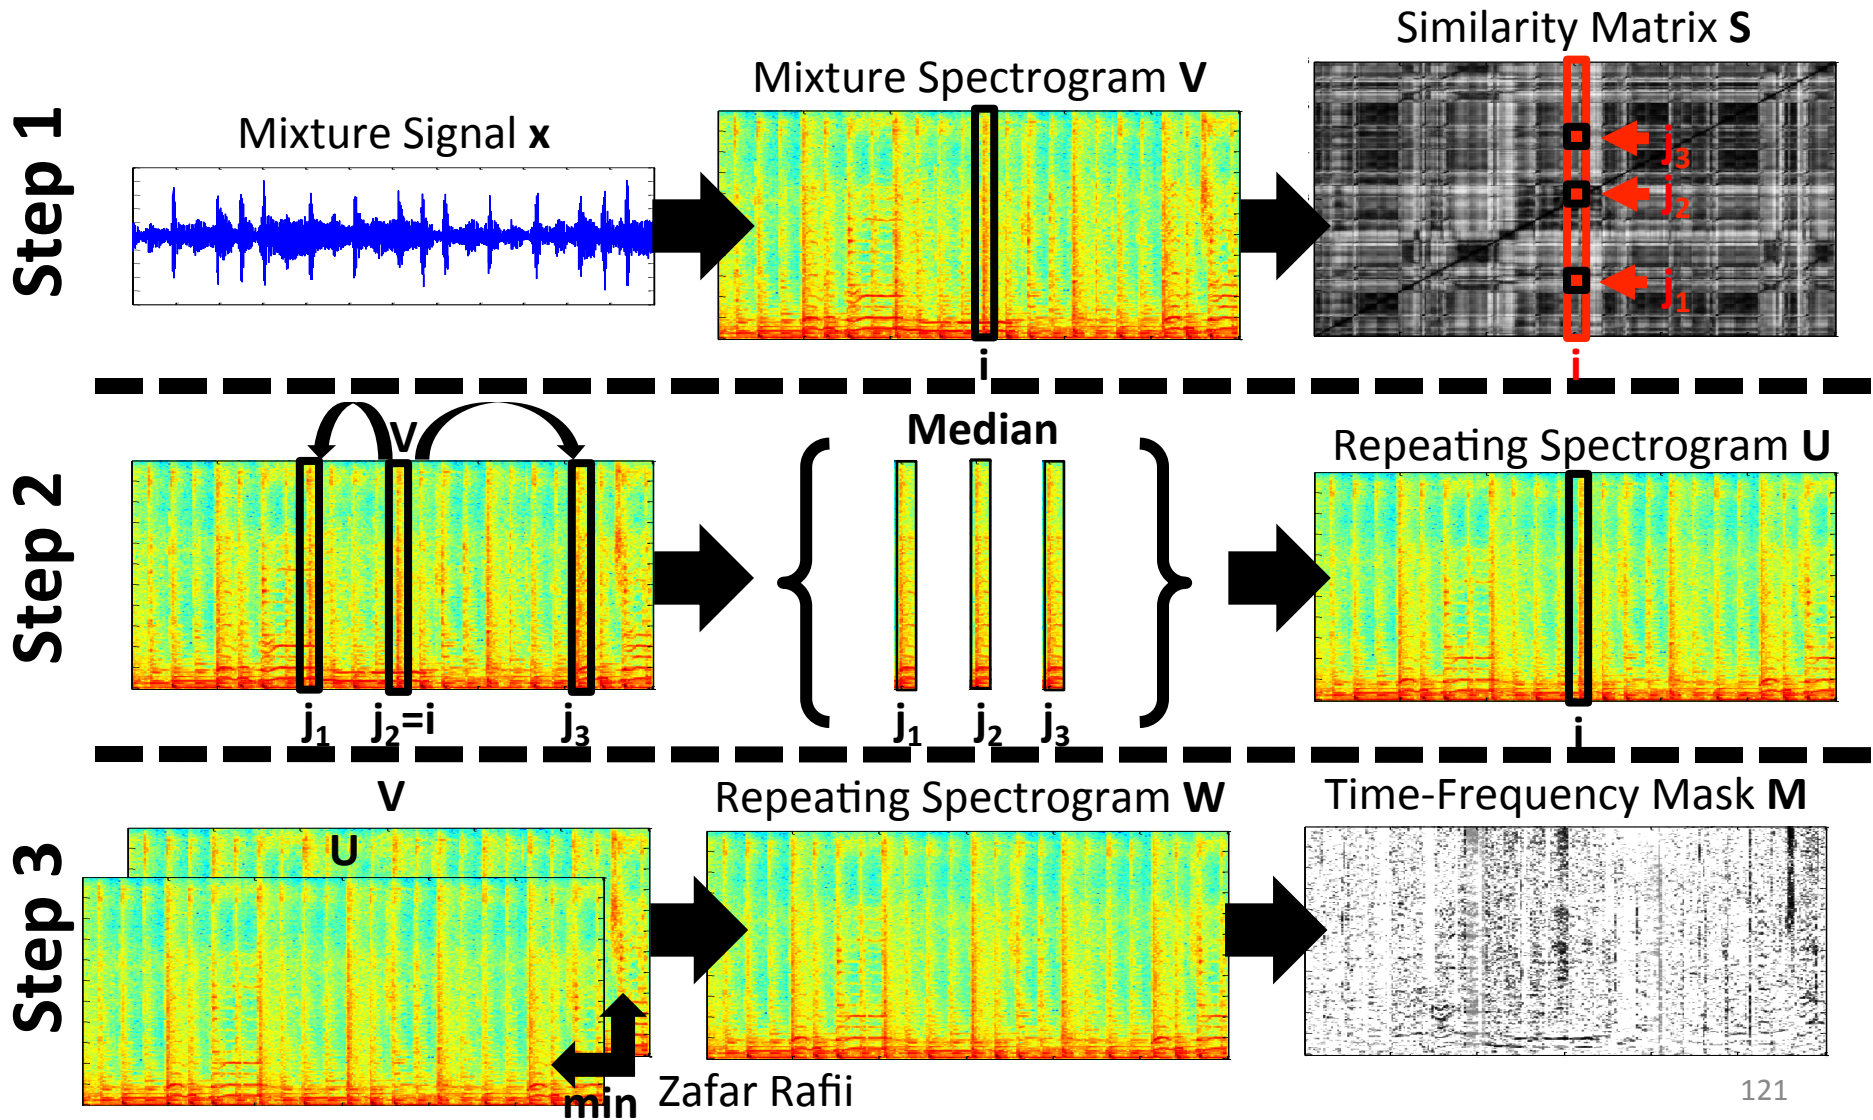 Step 1
Mixture Signal x
Mixture Spectrogram V
i
Similarity Matrix S
j3
j2
j1
i
Step 2
V
j1
j2=i
j3
Median
j1
j2
j3
Repeating Spectrogram U
i
Step 3
V
U
min
Repeating Spectrogram W
Time-Frequency Mask M
Zafar Rafii
121